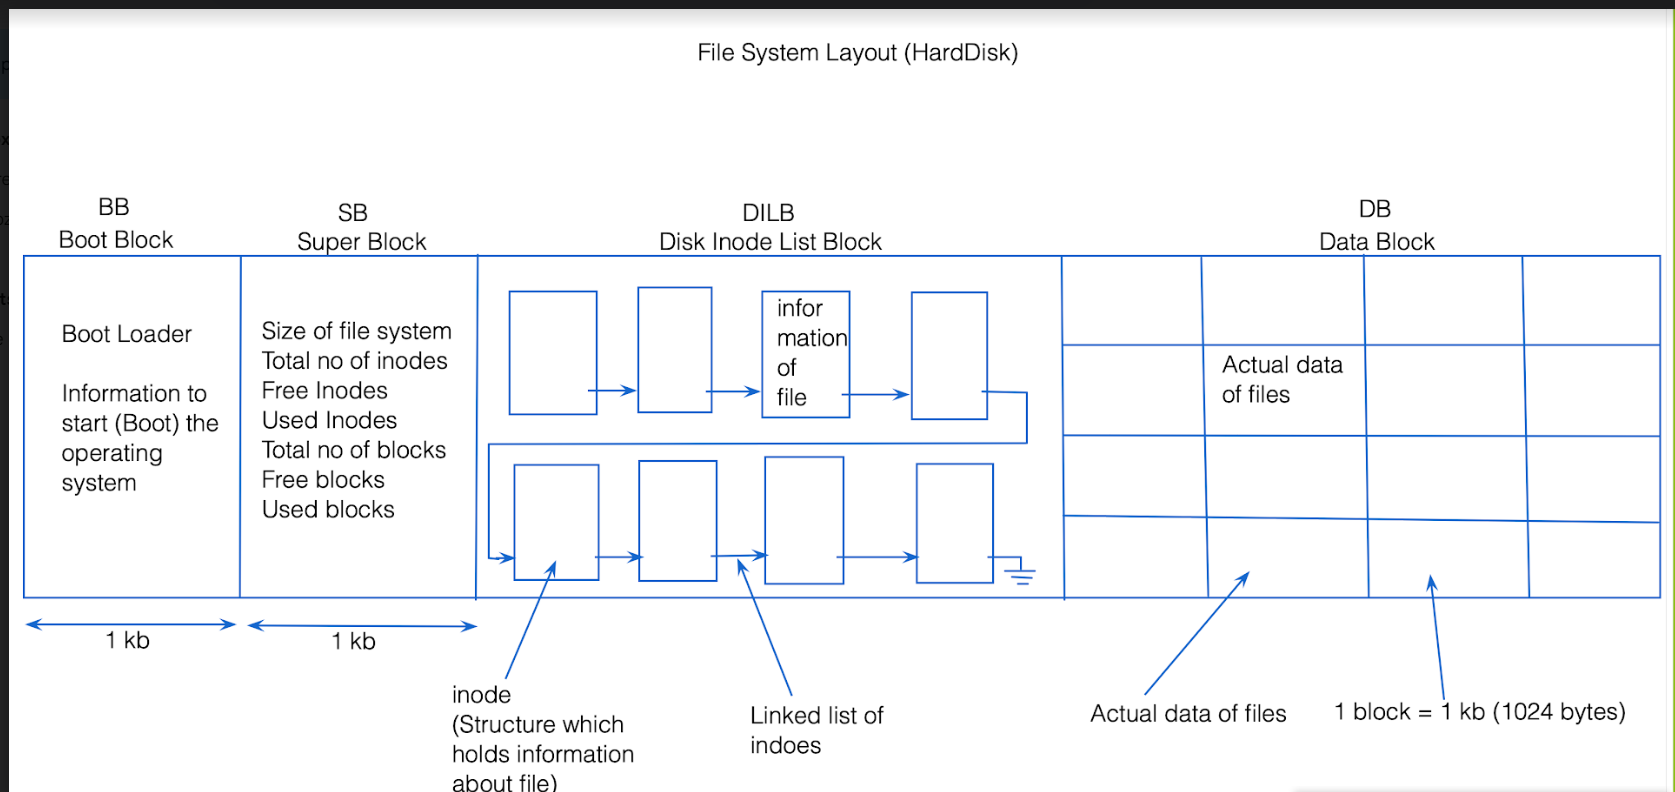 File System Layout (HardDisk)
BB
Boot Block
SB
Super Block
DILB
Disk Inode List Block
DB
Data Block
Boot Loader
Information to
start (Boot) the
operating
system
Size of file system
Total no of inodes
Free Inodes
Used Inodes
Total no of blocks
Free blocks
Used blocks
infor
mation
of
file
Actual data
of files
1 kb
1 kb
inode
(Structure which
holds information
about file)
Linked list of
indoes
Actual data of files
1 block = 1 kb (1024 bytes)